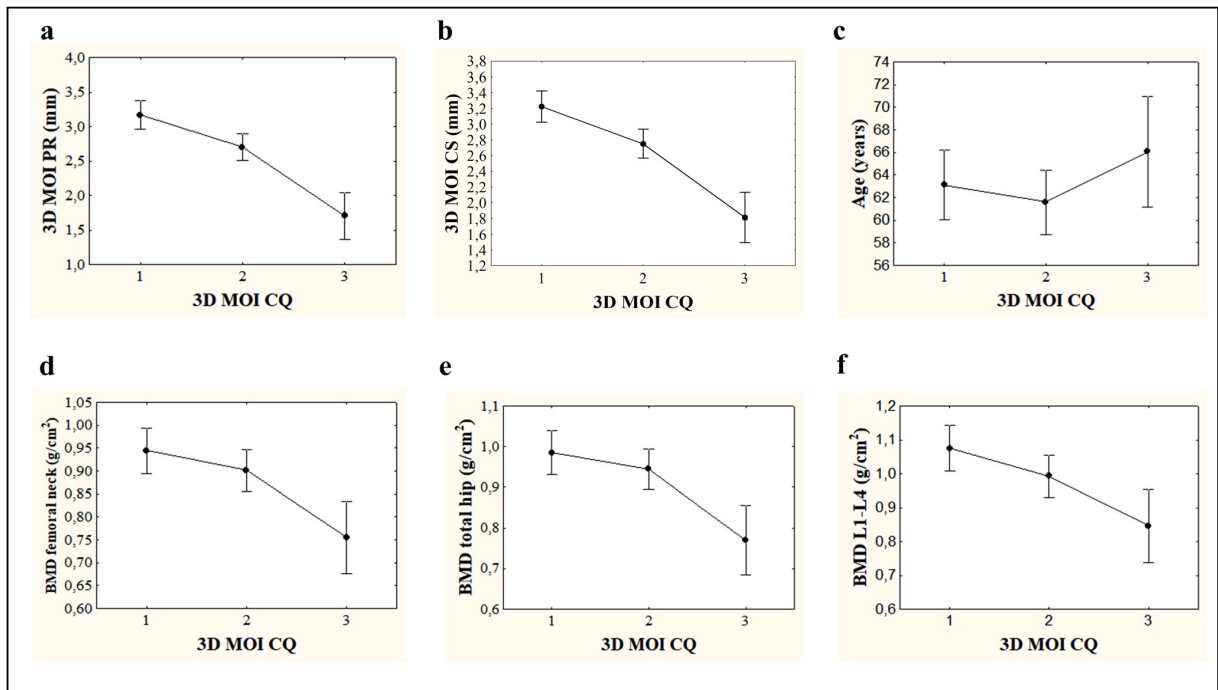 a
3D MOI PR (mm)
4,0
3,5
3,0
2,5
2,0
1,5
1,0
1 2 3
3D MOI CQ
b
3D MOI CS (mm)
3,8
3,6
3,4
3,2
3,0
2,8
2,6
2,4
2,2
2,0
1,8
1,6
1,4
1,2
1 2 3
3D MOI CQ
c
Age (years)
74
72
70
68
66
64
62
60
58
56
1 2 3
3D MOI CQ
d
BMD femoral neck (g/cm²)
1,05
1,00
0,95
0,90
0,85
0,80
0,75
0,70
0,65
0,60
1 2 3
3D MOI CQ
e
BMD total hip (g/cm²)
1,1
1,0
0,9
0,8
0,7
0,6
1 2 3
3D MOI CQ
f
BMD L1-L4 (g/cm²)
1,2
1,1
1,0
0,9
0,8
0,7
0,6
1 2 3
3D MOI CQ